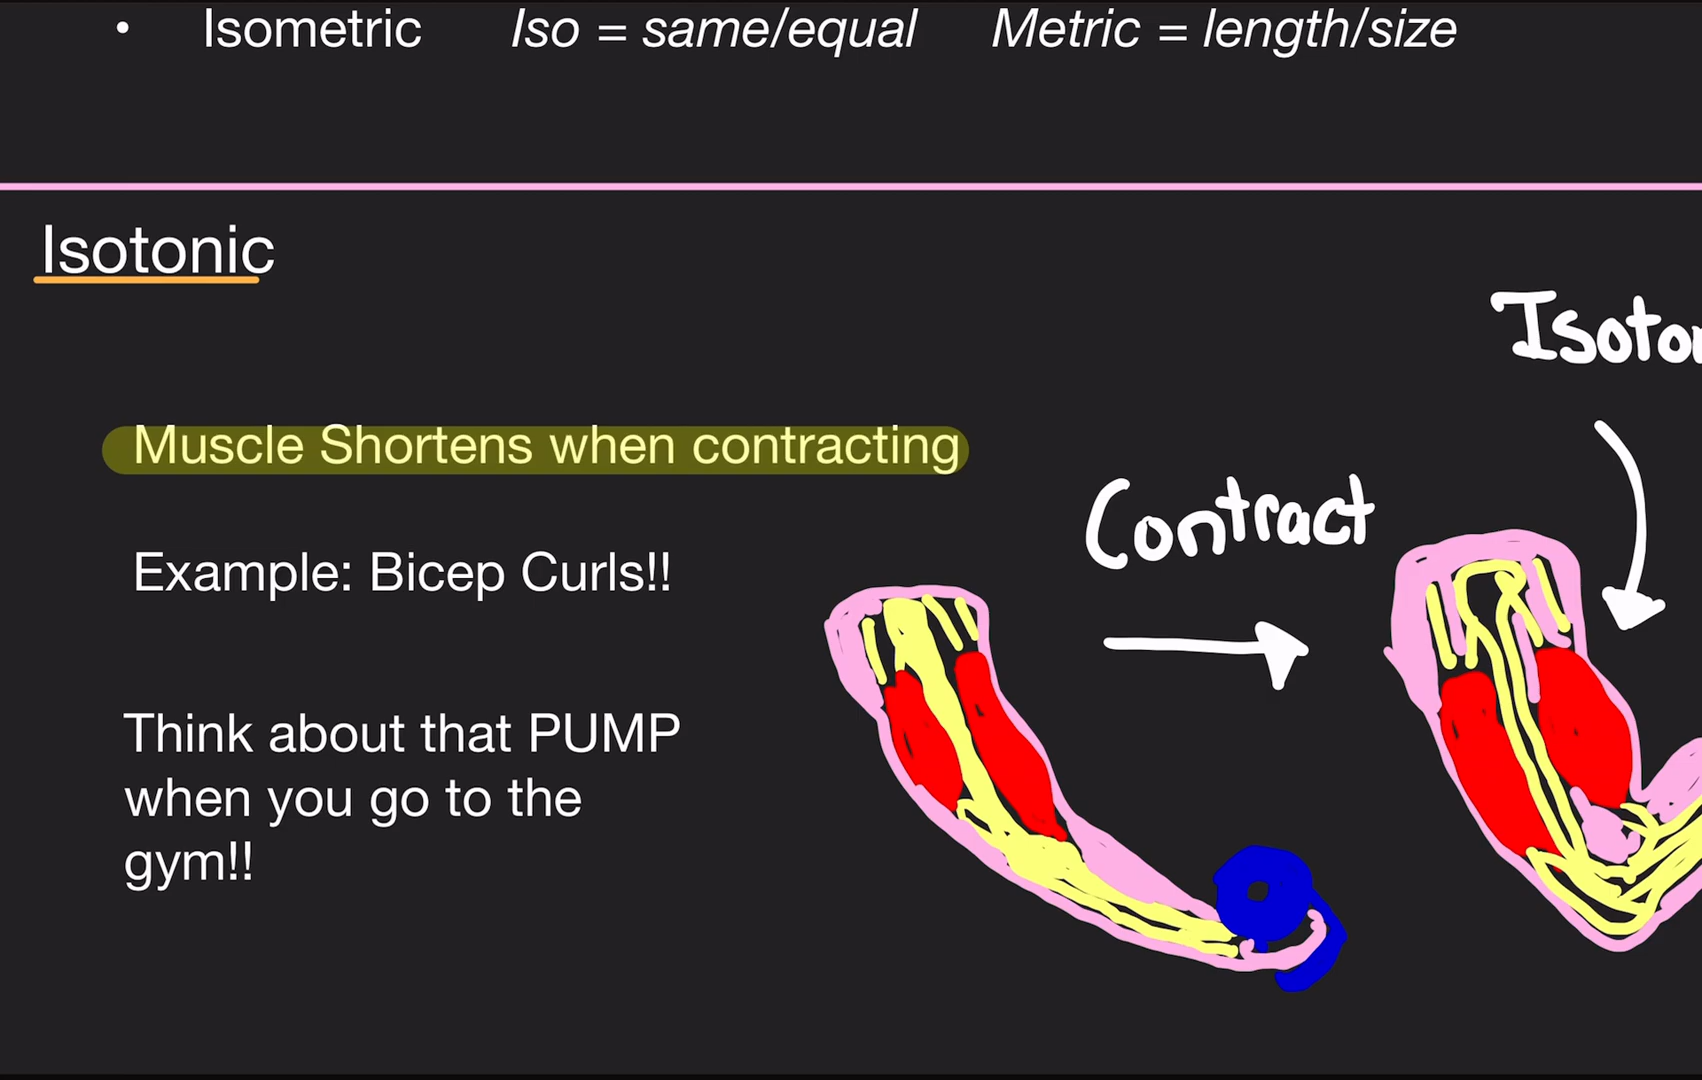 • Isometric Iso = same/equal Metric = length/size
Isotonic
Isoton
Muscle Shortens when contracting
Contract
Example: Bicep Curls!!
Think about that PUMP
when you go to the
gym!!